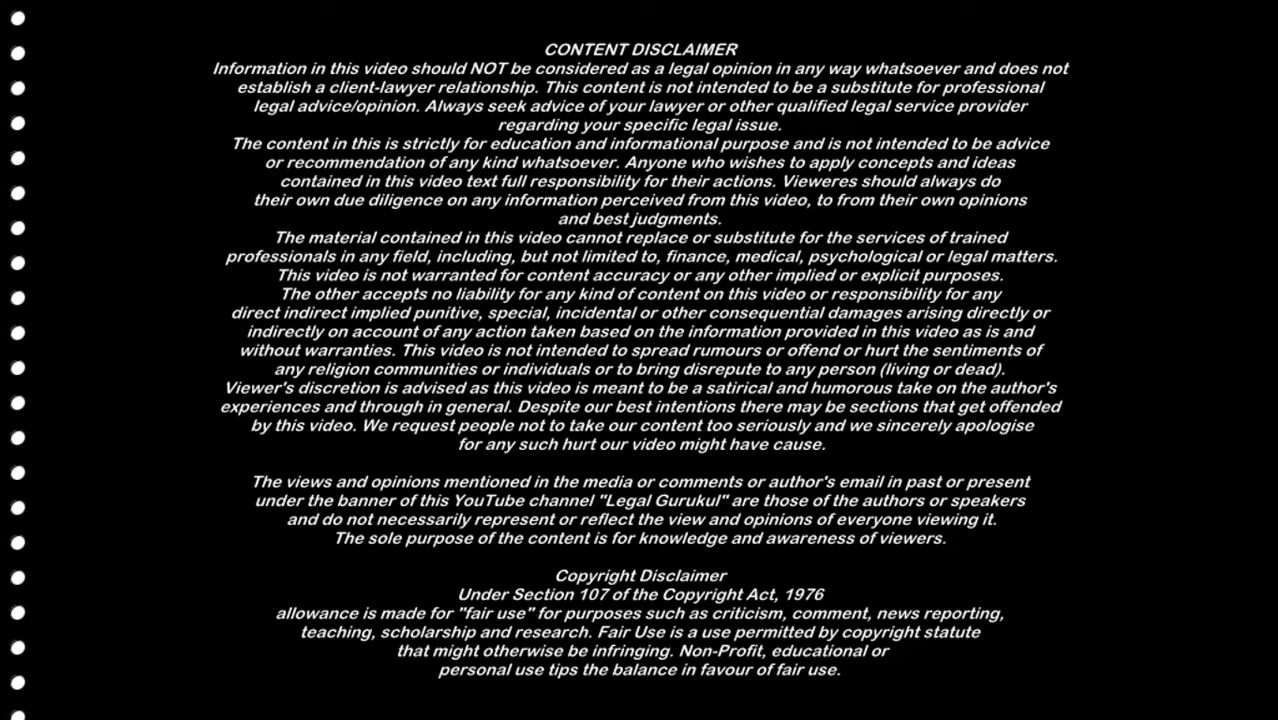 CONTENT DISCLAIMER
Information in this video should NOT be considered as a legal opinion in any way whatsoever and does not
establish a client-lawyer relationship. This content is not intended to be a substitute for professional
legal advice/opinion. Always seek advice of your lawyer or other qualified legal service provider
regarding your specific legal issue.
The content in this is strictly for education and informational purpose and is not intended to be advice
or recommendation of any kind whatsoever. Anyone who wishes to apply concepts and ideas
contained in this video text full responsibility for their actions. Vieweres should always do
their own due diligence on any information perceived from this video, to from their own opinions
and best judgments.
The material contained in this video cannot replace or substitute for the services of trained
professionals in any field, including, but not limited to, finance, medical, psychological or legal matters.
This video is not warranted for content accuracy or any other implied or explicit purposes.
The other accepts no liability for any kind of content on this video or responsibility for any
direct indirect implied punitive, special, incidental or other consequential damages arising directly or
indirectly on account of any action taken based on the information provided in this video as is and
without warranties. This video is not intended to spread rumours or offend or hurt the sentiments of
any religion communities or individuals or to bring disrepute to any person (living or dead).
Viewer's discretion is advised as this video is meant to be a satirical and humorous take on the author's
experiences and through in general. Despite our best intentions there may be sections that get offended
by this video. We request people not to take our content too seriously and we sincerely apologise
for any such hurt our video might have cause.
The views and opinions mentioned in the media or comments or author's email in past or present
under the banner of this YouTube channel "Legal Gurukul" are those of the authors or speakers
and do not necessarily represent or reflect the view and opinions of everyone viewing it.
The sole purpose of the content is for knowledge and awareness of viewers.
Copyright Disclaimer
Under Section 107 of the Copyright Act, 1976
allowance is made for "fair use" for purposes such as criticism, comment, news reporting,
teaching, scholarship and research. Fair Use is a use permitted by copyright statute
that might otherwise be infringing. Non-Profit, educational or
personal use tips the balance in favour of fair use.